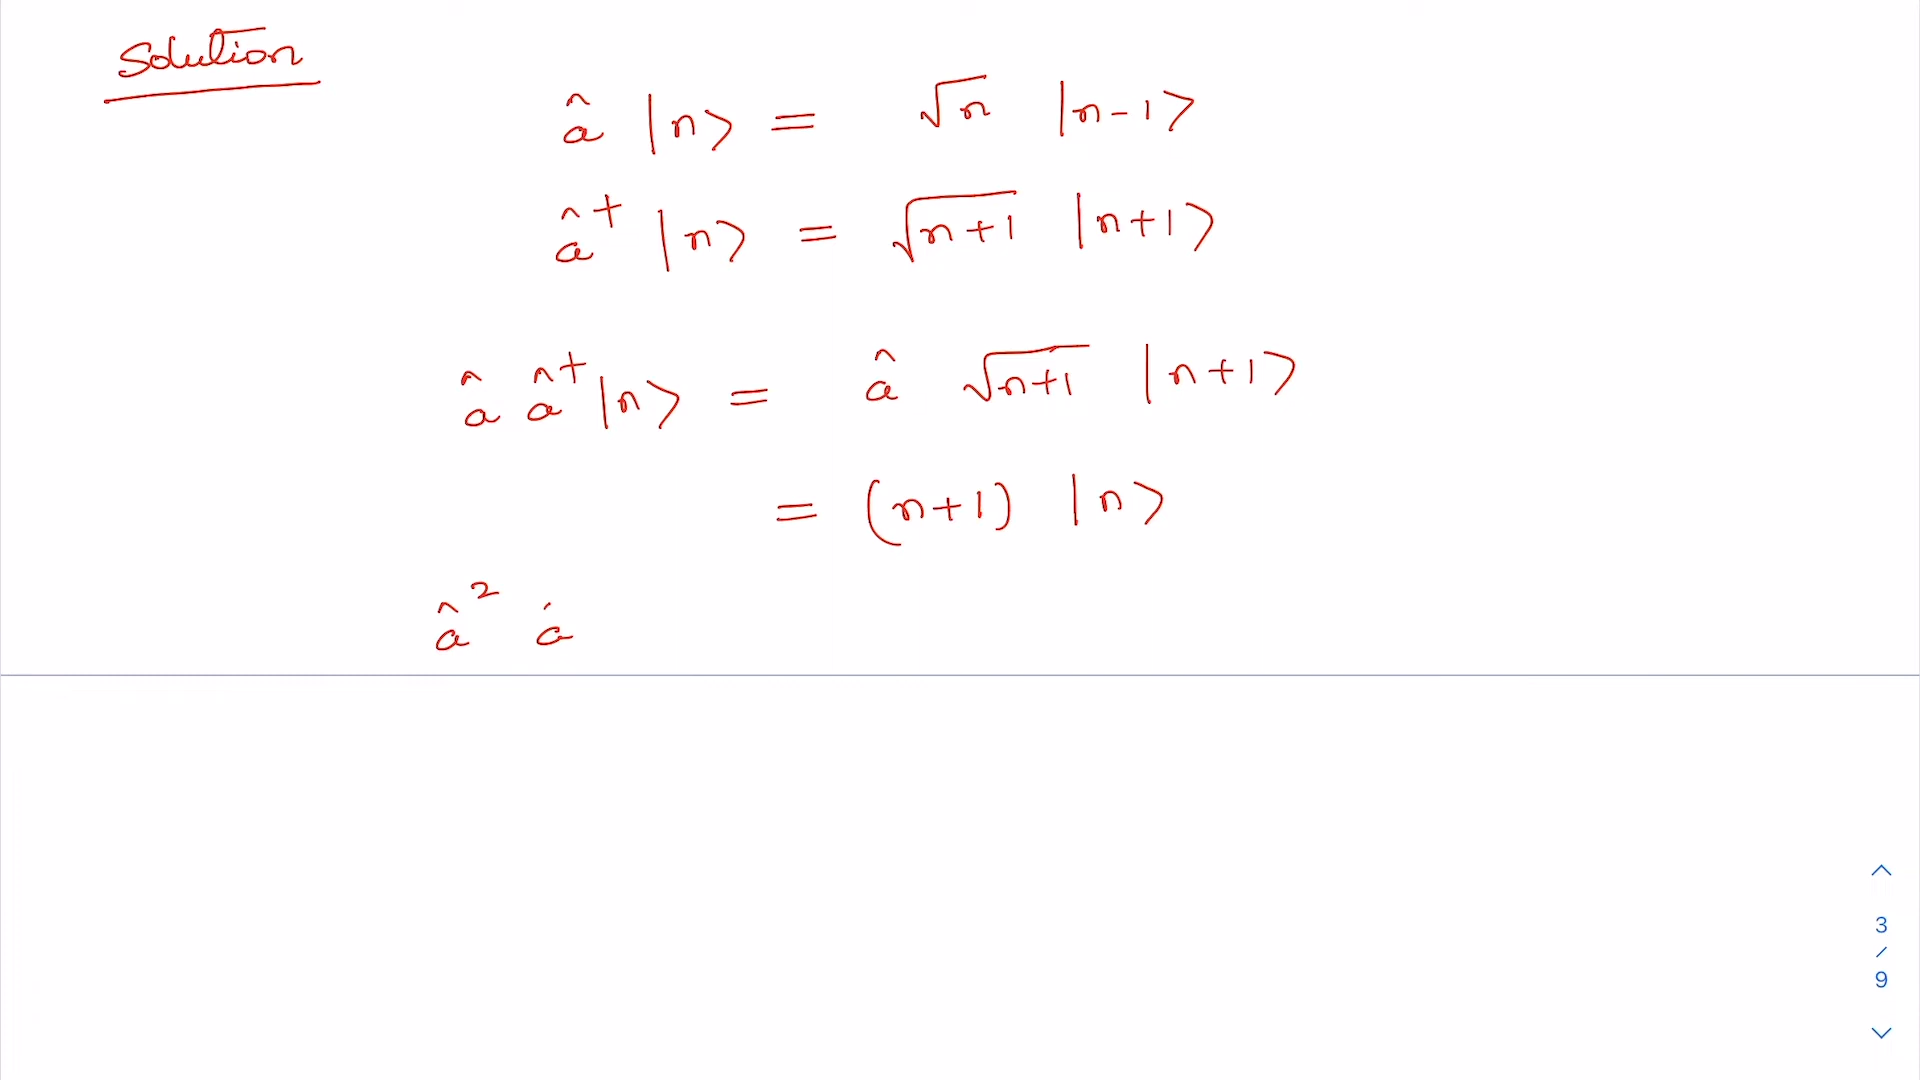 Solution
â |n> = √n |n-1>
â† |n> = √(n+1) |n+1>
â â† |n> = â √(n+1) |n+1>
= (n+1) |n>
â² a
3
/
9